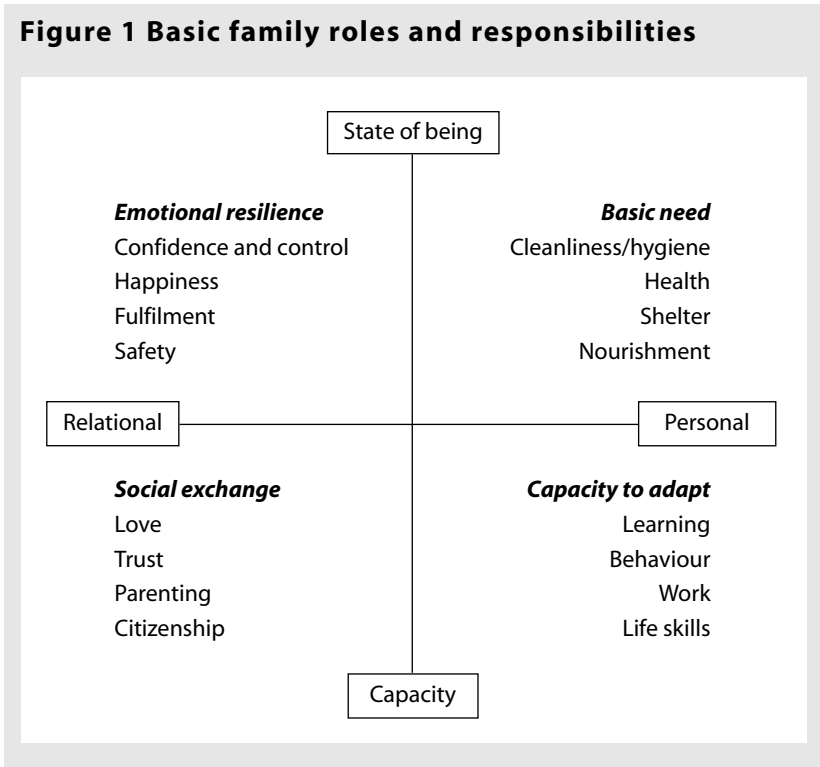 Figure 1 Basic family roles and responsibilities
State of being
Emotional resilience
Confidence and control
Happiness
Fulfilment
Safety
Basic need
Cleanliness/hygiene
Health
Shelter
Nourishment
Relational
Personal
Social exchange
Love
Trust
Parenting
Citizenship
Capacity to adapt
Learning
Behaviour
Work
Life skills
Capacity